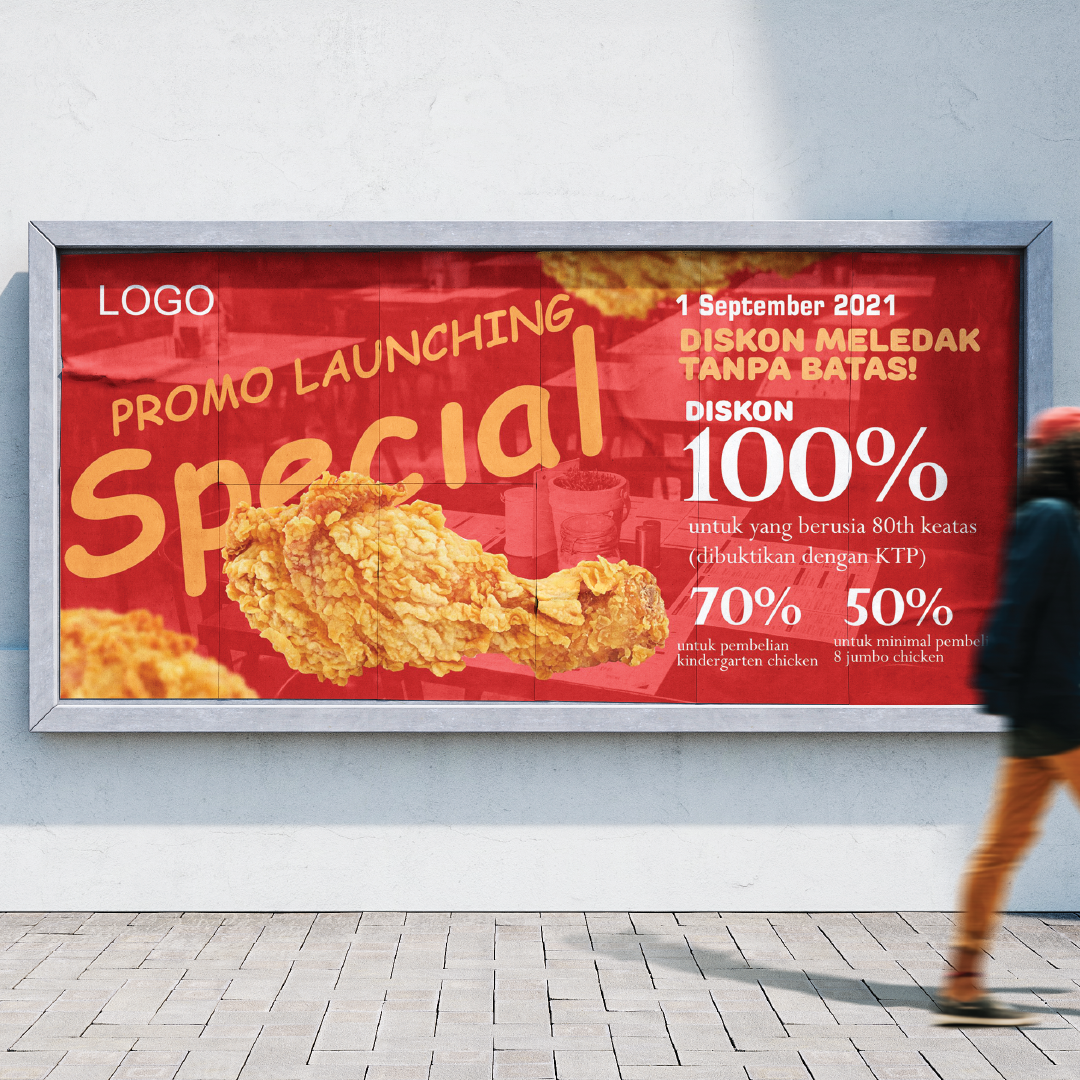 LOGO
PROMO LAUNCHING
Special
1 September 2021
DISKON MELEDAK
TANPA BATAS!
DISKON
100%
untuk yang berusia 80th keatas
(dibuktikan dengan KTP)
70%
untuk pembelian
kindergarten chicken
50%
untuk minimal
8 jumbo chicken